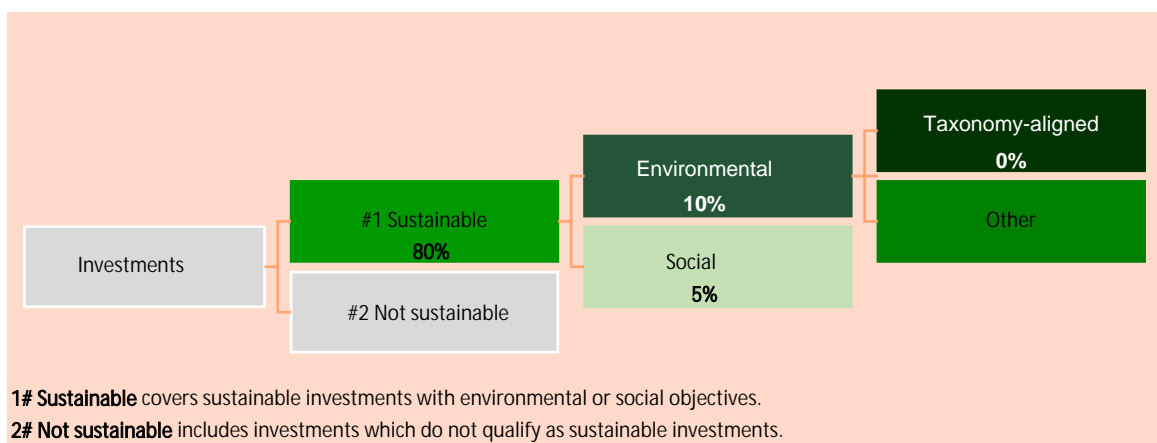 Taxonomy-aligned
0%
Environmental
10%
#1 Sustainable
80%
Other
Investments
Social
5%
#2 Not sustainable
1# Sustainable covers sustainable investments with environmental or social objectives.
2# Not sustainable includes investments which do not qualify as sustainable investments.